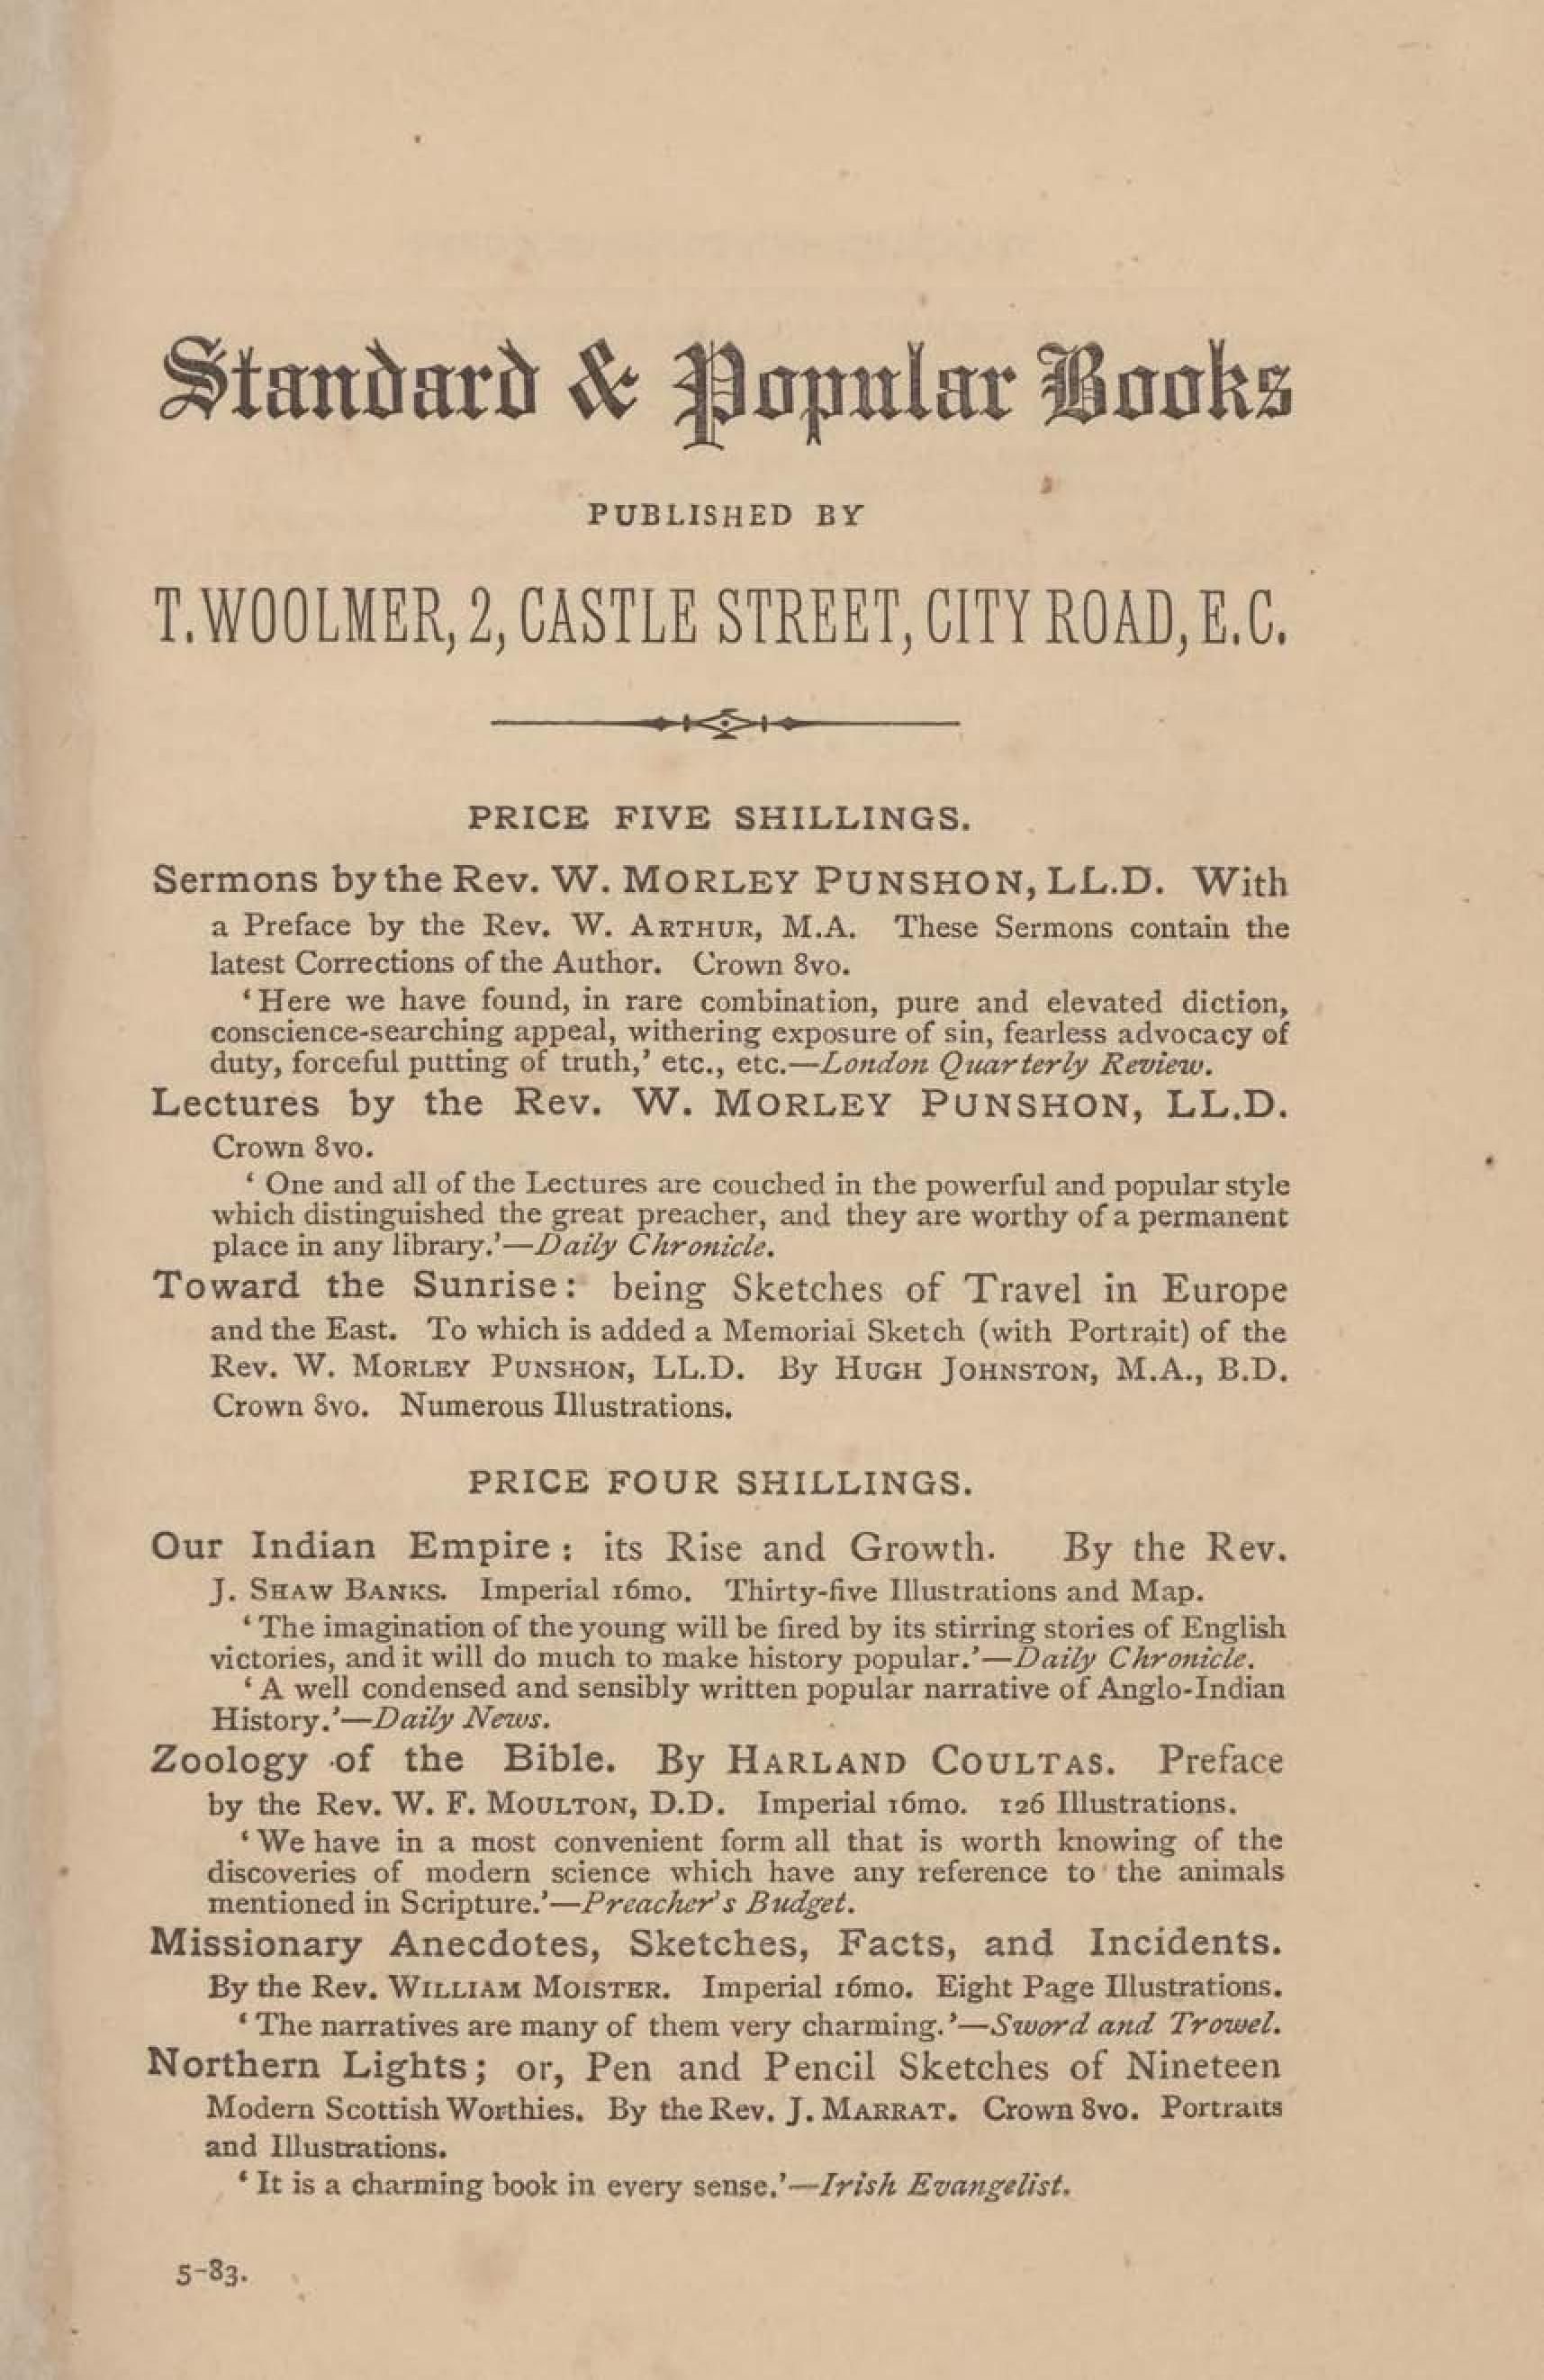 Standard & Popular Books
PUBLISHED BY
T. WOOLMER, 2, CASTLE STREET, CITY ROAD, E.C.
PRICE FIVE SHILLINGS.
Sermons by the Rev. W. MORLEY PUNSHON, LL.D. With
a Preface by the Rev. W. ARTHUR, M.A. These Sermons contain the
latest Corrections of the Author. Crown 8vo.
‘Here we have found, in rare combination, pure and elevated diction,
conscience-searching appeal, withering exposure of sin, fearless advocacy of
duty, forceful putting of truth,’ etc., etc.—London Quarterly Review.
Lectures by the Rev. W. MORLEY PUNSHON, LL.D.
Crown 8vo.
‘One and all of the Lectures are couched in the powerful and popular style
which distinguished the great preacher, and they are worthy of a permanent
place in any library.’—Daily Chronicle.
Toward the Sunrise: being Sketches of Travel in Europe
and the East. To which is added a Memorial Sketch (with Portrait) of the
Rev. W. MORLEY PUNSHON, LL.D. By HUGH JOHNSTON, M.A., B.D.
Crown 8vo. Numerous Illustrations.
PRICE FOUR SHILLINGS.
Our Indian Empire: its Rise and Growth. By the Rev.
J. SHAW BANKS. Imperial 16mo. Thirty-five Illustrations and Map.
‘The imagination of the young will be fired by its stirring stories of English
victories, and it will do much to make history popular.’—Daily Chronicle.
‘A well condensed and sensibly written popular narrative of Anglo-Indian
History.’—Daily News.
Zoology of the Bible. By HARLAND COULTAS. Preface
by the Rev. W. F. MOULTON, D.D. Imperial 16mo. 126 Illustrations.
‘We have in a most convenient form all that is worth knowing of the
discoveries of modern science which have any reference to the animals
mentioned in Scripture.’—Preacher's Budget.
Missionary Anecdotes, Sketches, Facts, and Incidents.
By the Rev. WILLIAM MOISTER. Imperial 16mo. Eight Page Illustrations.
‘The narratives are many of them very charming.’—Sword and Trowel.
Northern Lights; or, Pen and Pencil Sketches of Nineteen
Modern Scottish Worthies. By the Rev. J. MARRAT. Crown 8vo. Portraits
and Illustrations.
‘It is a charming book in every sense.’—Irish Evangelist.
5-83.